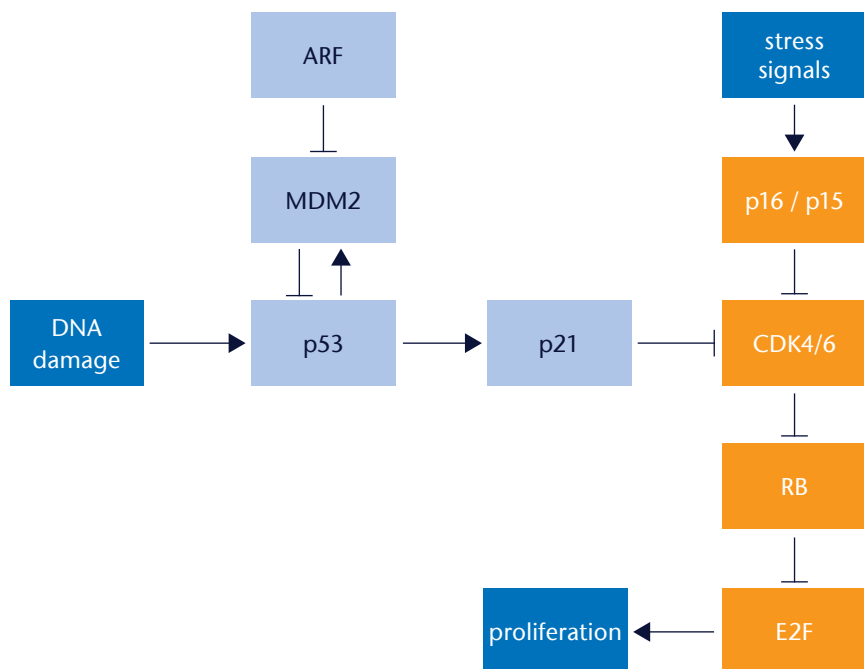 ARF
stress
signals
MDM2
p16 / p15
DNA
damage
p53
p21
CDK4/6
RB
proliferation
E2F